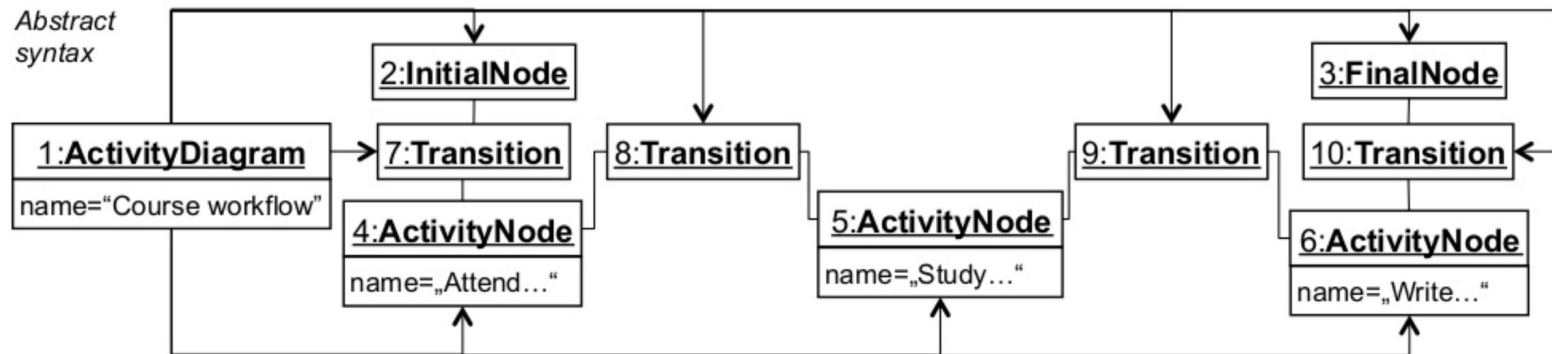 Abstract
syntax
2:InitialNode
3:FinalNode
1:ActivityDiagram
7:Transition
8:Transition
9:Transition
10:Transition
name=“Course workflow”
4:ActivityNode
5:ActivityNode
6:ActivityNode
name=„Attend…“
name=„Study…“
name=„Write…“